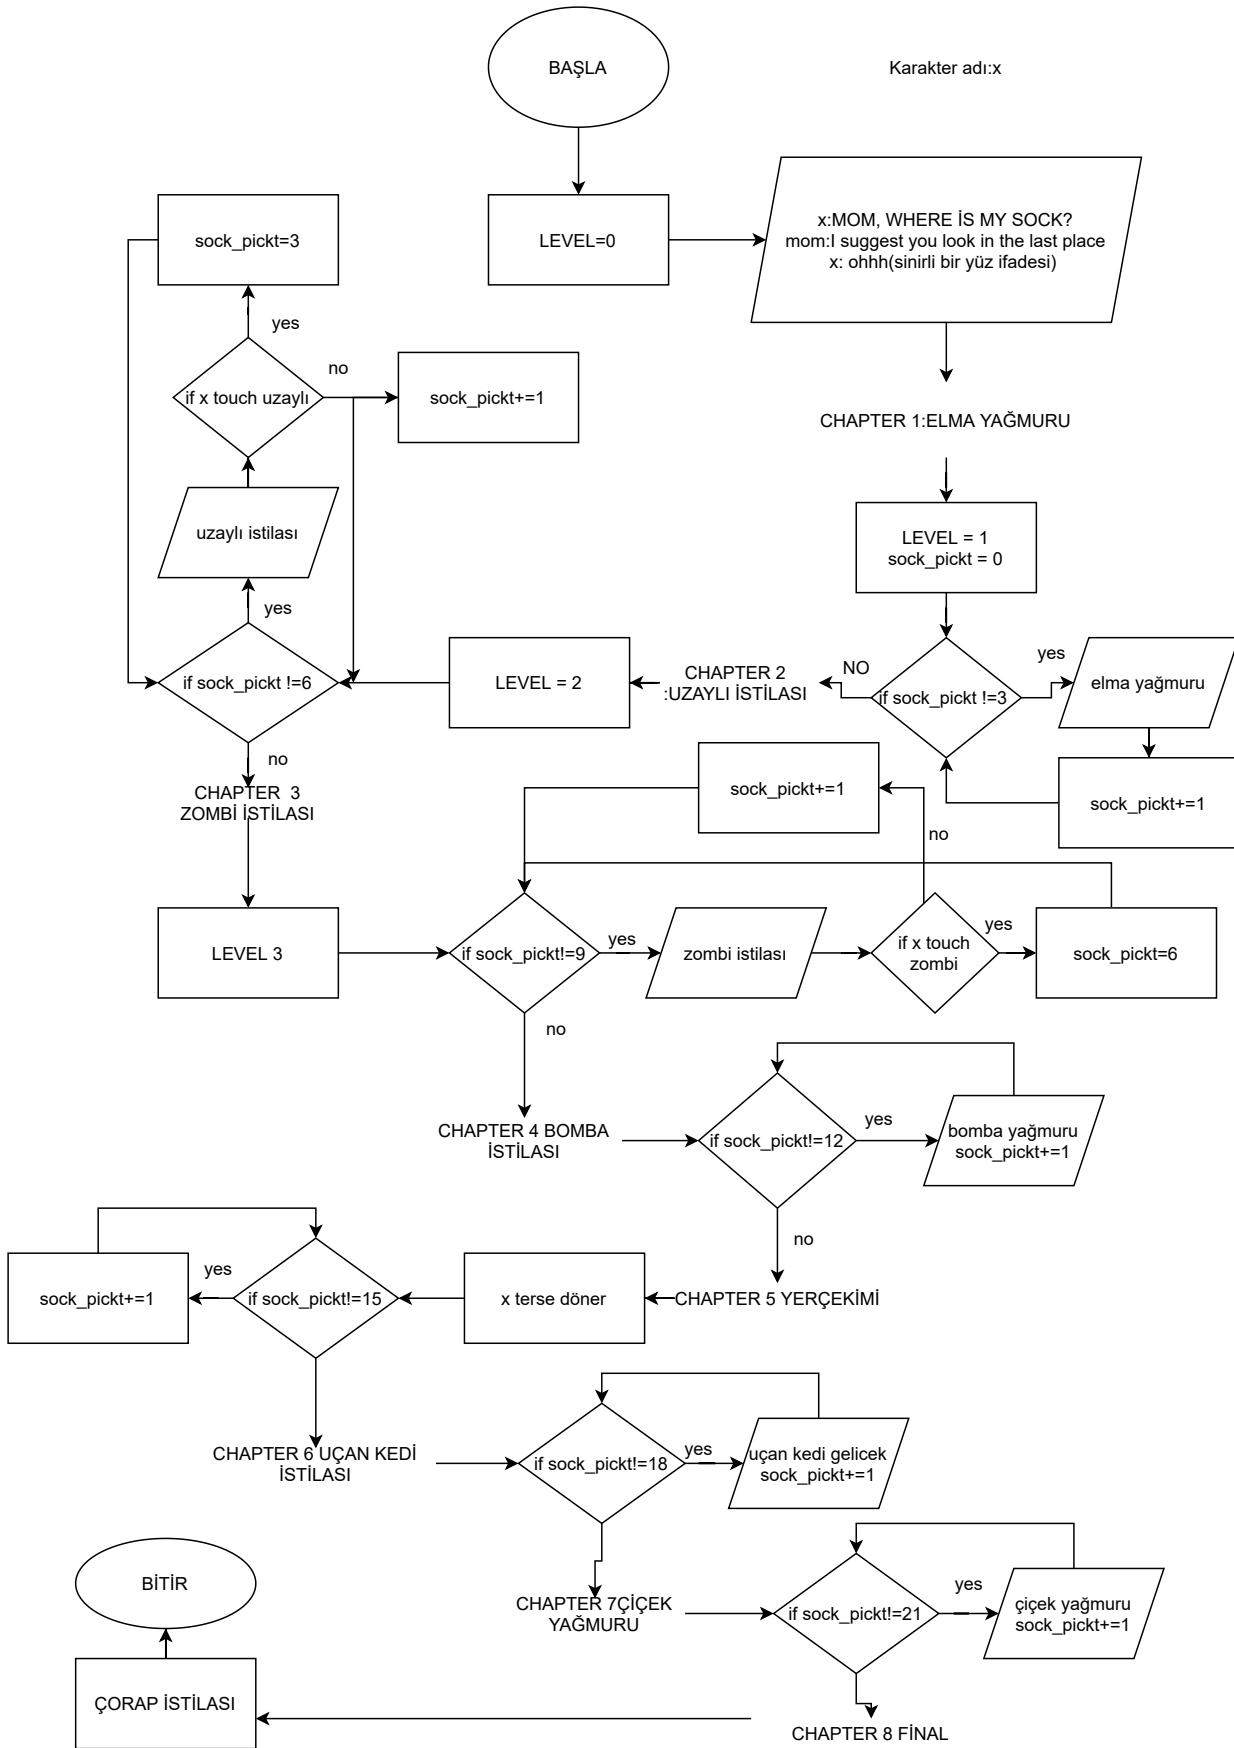 BAŞLA
Karakter adı:x
LEVEL=0
x:MOM, WHERE İS MY SOCK?
mom:I suggest you look in the last place
x: ohhh(sinirli bir yüz ifadesi)
CHAPTER 1:ELMA YAĞMURU
LEVEL = 1
sock_pickt = 0
if sock_pickt !=3
yes
elma yağmuru
sock_pickt+=1
NO
CHAPTER 2
:UZAYLI İSTİLASI
LEVEL = 2
if sock_pickt !=6
yes
uzaylı istilası
if x touch uzaylı
yes
sock_pickt=3
no
sock_pickt+=1
no
CHAPTER 3
ZOMBİ İSTİLASI
LEVEL 3
if sock_pickt!=9
yes
zombi istilası
if x touch
zombi
yes
sock_pickt=6
no
sock_pickt+=1
no
CHAPTER 4 BOMBA
İSTİLASI
if sock_pickt!=12
yes
bomba yağmuru
sock_pickt+=1
no
CHAPTER 5 YERÇEKİMİ
x terse döner
if sock_pickt!=15
yes
sock_pickt+=1
CHAPTER 6 UÇAN KEDİ
İSTİLASI
if sock_pickt!=18
yes
uçan kedi gelicek
sock_pickt+=1
CHAPTER 7ÇİÇEK
YAĞMURU
if sock_pickt!=21
yes
çiçek yağmuru
sock_pickt+=1
CHAPTER 8 FİNAL
ÇORAP İSTİLASI
BİTİR